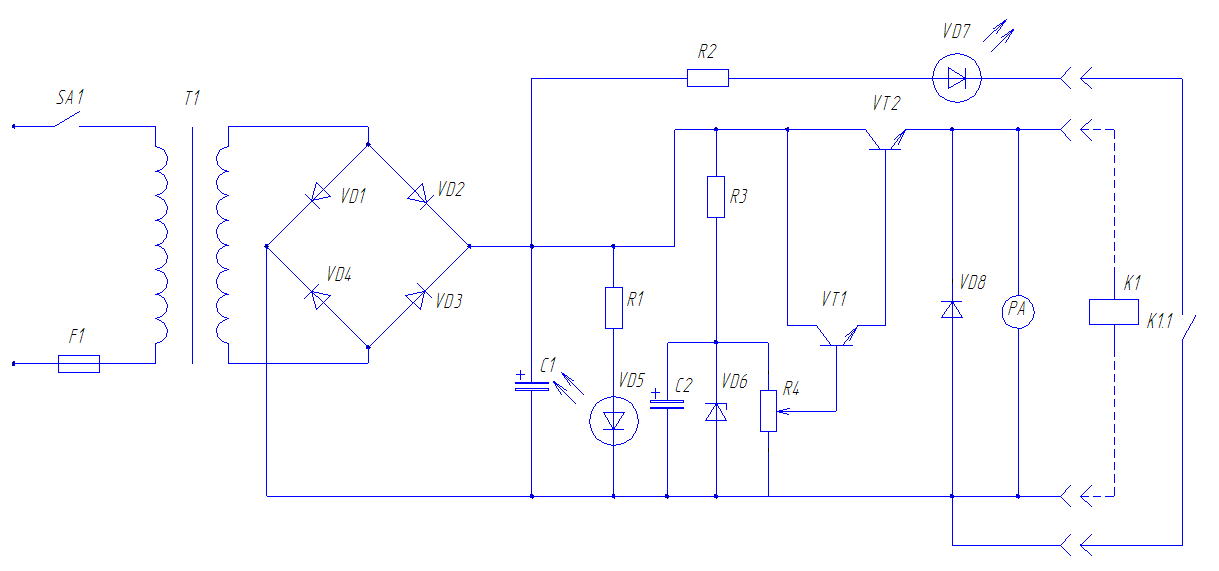 VD7
R2
SA1
T1
VT2
VD1
VD2
R3
VD4
VD3
R1
VT1
VD8
K1
PA
K1.1
F1
C1
VD5
C2
VD6
R4
+
+